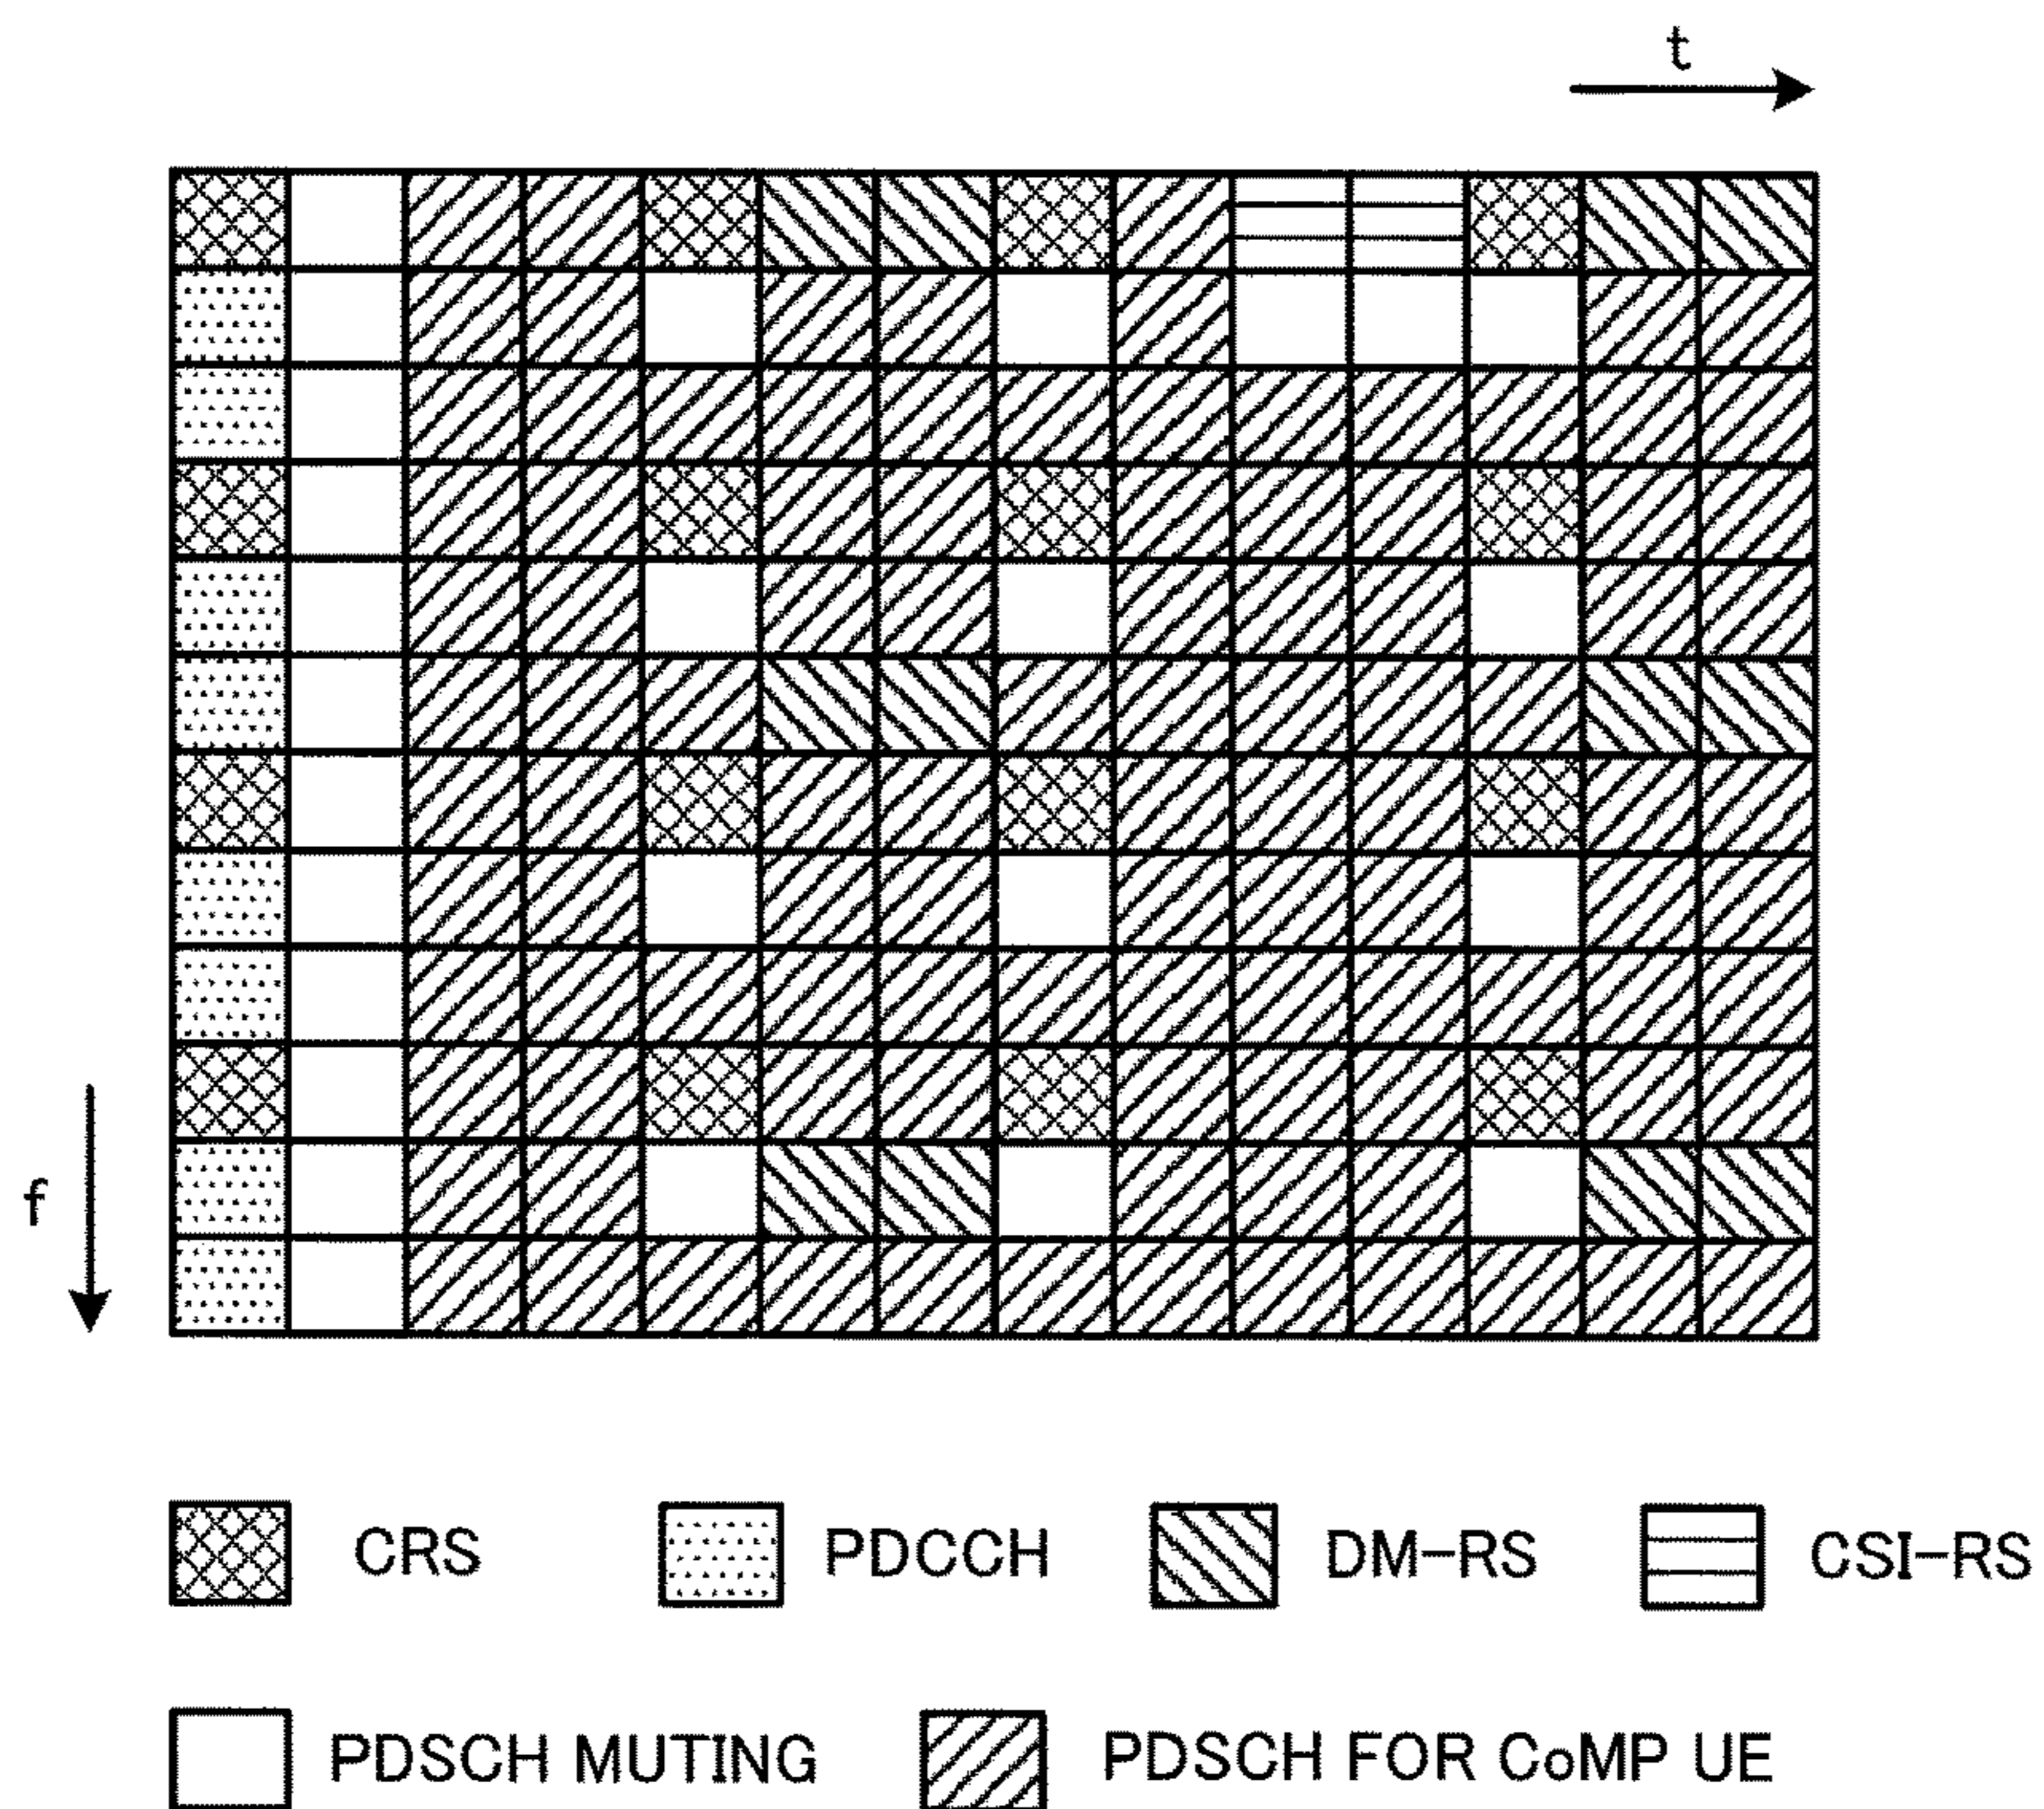 t
f
CRS PDCCH DM-RS CSI-RS
PDSCH MUTING PDSCH FOR CoMP UE